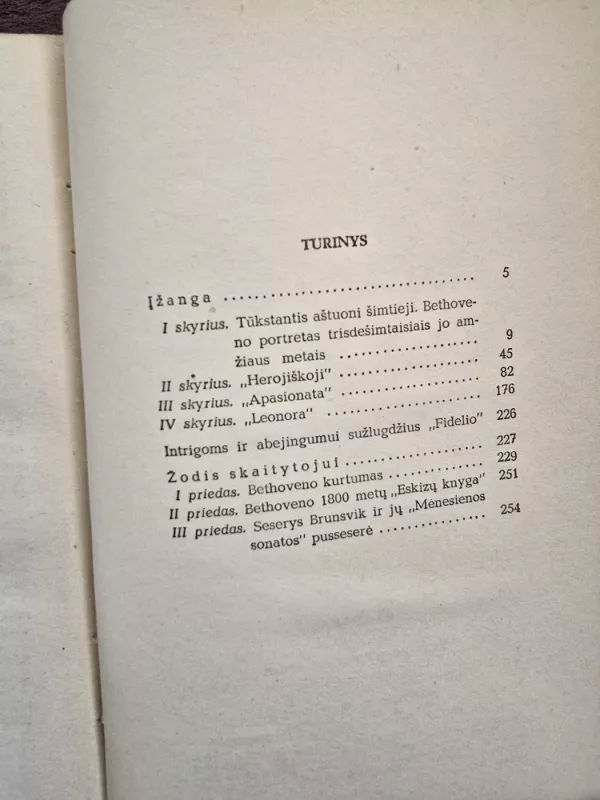 TURINYS
Įžanga ................................ 5
I skyrius. Tūkstantis aštuoni šimtieji. Bethove-
no portretas trisdešimtaisiais jo am-
žiaus metais .................. 9
II skyrius. „Herojiškoji" .................. 45
III skyrius. „Apasionata" .................. 82
IV skyrius. „Leonora" .................... 176
Intrigoms ir abejingumui sužlugdžius „Fidelio" 226
Žodis skaitytojui .................. 227
I priedas. Bethoveno kurtumas ............ 229
II priedas. Bethoveno 1800 metų „Eskizų knyga" 251
III priedas. Seserys Brunsvik ir jų „Mėnesienos
sonatos" pusseserė .............. 254